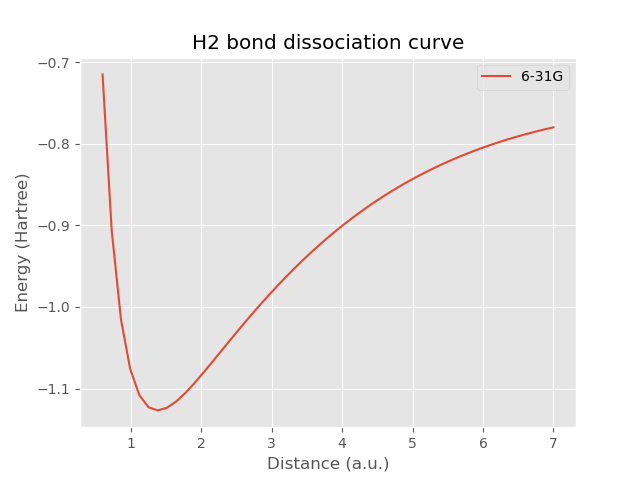 H2 bond dissociation curve
6-31G
Energy (Hartree)
−0.7
−0.8
−0.9
−1.0
−1.1
1 2 3 4 5 6 7
Distance (a.u.)